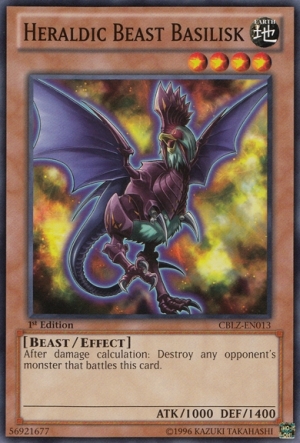 HERALDIC BEAST BASILISK
EARTH
地
1st Edition
CBLZ-EN013
[BEAST/EFFECT]
After damage calculation: Destroy any opponent's
monster that battles this card.
ATK/1000 DEF/1400
56921677
©1996 KAZUKI TAKAHASHI